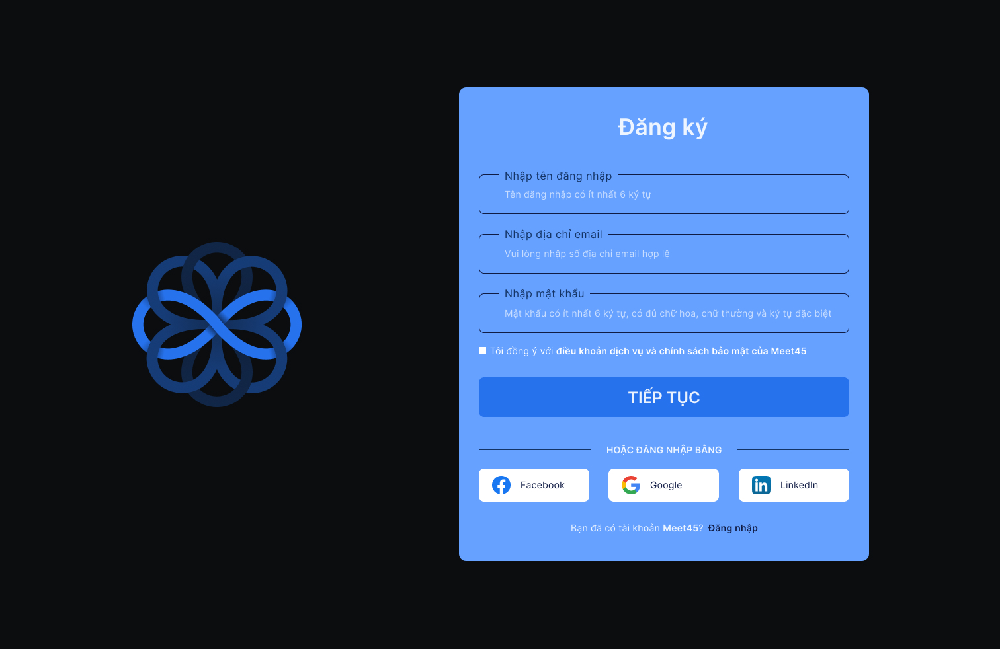 Đăng ký
Nhập tên đăng nhập
Tên đăng nhập có ít nhất 6 ký tự
Nhập địa chỉ email
Vui lòng nhập số địa chỉ email hợp lệ
Nhập mật khẩu
Mật khẩu có ít nhất 6 ký tự, có đủ chữ hoa, chữ thường và ký tự đặc biệt
Tôi đồng ý với điều khoản dịch vụ và chính sách bảo mật của Meet45
TIẾP TỤC
HOẶC ĐĂNG NHẬP BẰNG
Facebook Google LinkedIn
Bạn đã có tài khoản Meet45? Đăng nhập